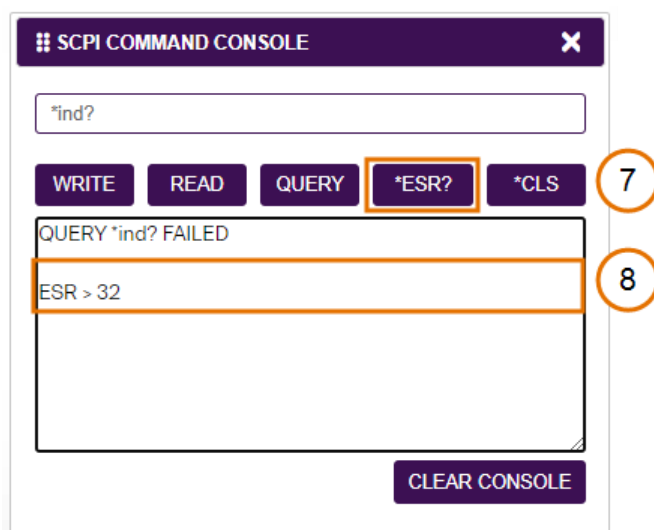 SCPI COMMAND CONSOLE
*ind?
WRITE READ QUERY *ESR? *CLS 7
QUERY *ind? FAILED
ESR > 32 8
CLEAR CONSOLE